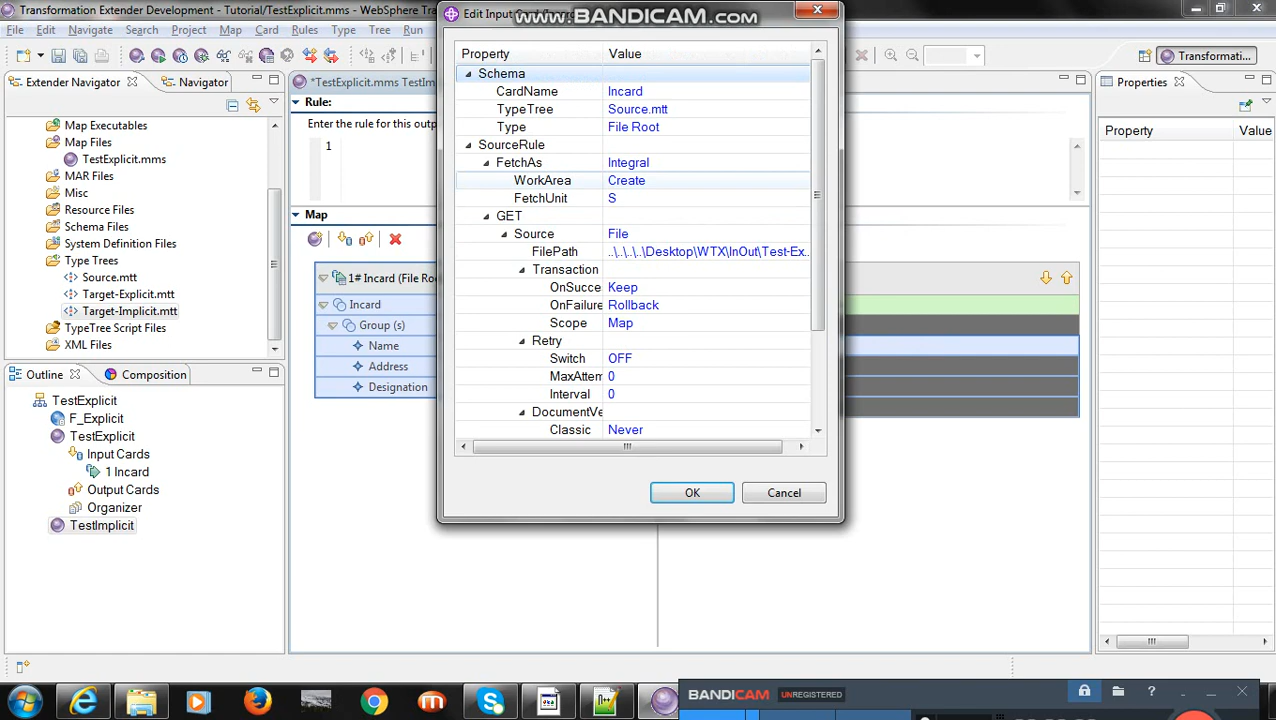 Transformation Extender Development - Tutorial/TestExplicit.mms - WebSphere Tra
File Edit Navigate Search Project Map Card Rules Type Tree Run
Transformati...
Extender Navigator
Navigator
Map Executables
Map Files
TestExplicit.mms
MAR Files
Misc
Resource Files
Schema Files
System Definition Files
Type Trees
Source.mtt
Target-Explicit.mtt
Target-Implicit.mtt
TypeTree Script Files
XML Files
Outline
Composition
TestExplicit
F_Explicit
TestExplicit
Input Cards
1 Incard
Output Cards
Organizer
TestImplicit
*TestExplicit.mms
Rule:
Enter the rule for this outp
1
Map
1# Incard (File Ro
Incard
Group (s)
Name
Address
Designation
Edit Input
www.BANDICAM.com
Property Value
Schema
CardName Incard
TypeTree Source.mtt
Type File Root
SourceRule
FetchAs Integral
WorkArea Create
FetchUnit S
GET
Source File
FilePath ..\..\..\..\Desktop\WTX\InOut\Test-Ex..
Transaction
OnSucce Keep
OnFailure Rollback
Scope Map
Retry
Switch OFF
MaxAttem 0
Interval 0
DocumentVe
Classic Never
OK
Cancel
Properties
Property Value
BANDICAM UNREGISTERED